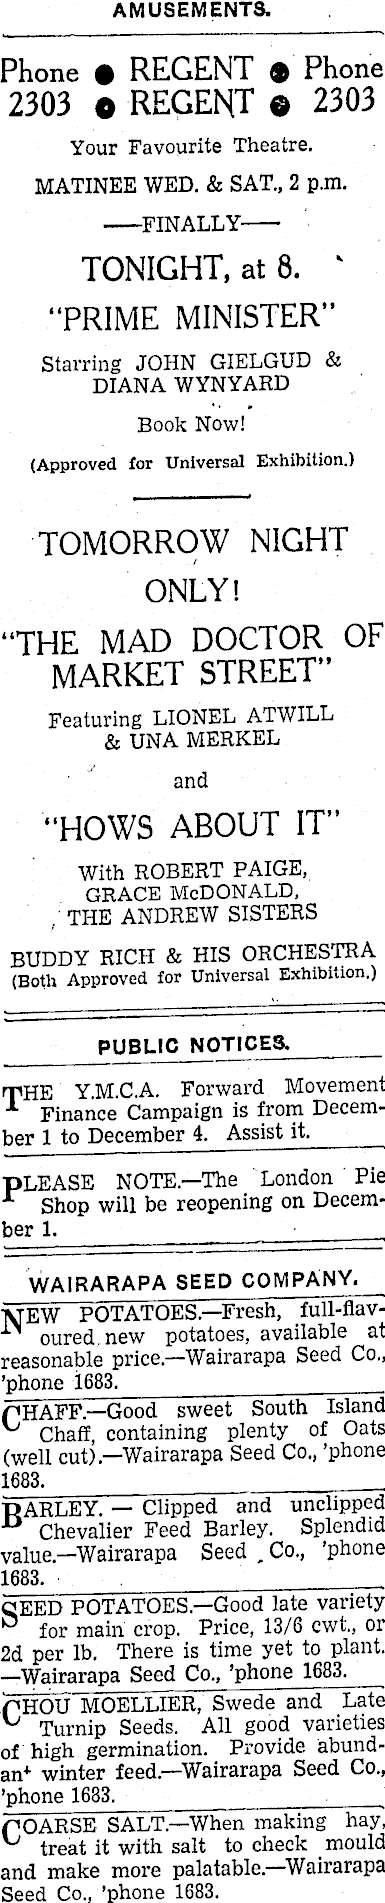 AMUSEMENTS.
Phone ● REGENT ● Phone
2303 ● REGENT ● 2303
Your Favourite Theatre.
MATINEE WED. & SAT., 2 p.m.
—FINALLY—
TONIGHT, at 8.
"PRIME MINISTER"
Starring JOHN GIELGUD &
DIANA WYNYARD
Book Now!
(Approved for Universal Exhibition.)
TOMORROW NIGHT
ONLY!
"THE MAD DOCTOR OF
MARKET STREET"
Featuring LIONEL ATWILL
& UNA MERKEL
and
"HOWS ABOUT IT"
With ROBERT PAIGE,
GRACE McDONALD,
THE ANDREW SISTERS
BUDDY RICH & HIS ORCHESTRA
(Both Approved for Universal Exhibition.)
PUBLIC NOTICES.
THE Y.M.C.A. Forward Movement
Finance Campaign is from Decem-
ber 1 to December 4. Assist it.
PLEASE NOTE.—The London Pie
Shop will be reopening on Decem-
ber 1.
WAIRARAPA SEED COMPANY.
NEW POTATOES.—Fresh, full-flav-
oured new potatoes, available at
reasonable price.—Wairarapa Seed Co.,
'phone 1683.
CHAFF.—Good sweet South Island
Chaff, containing plenty of Oats
(well cut).—Wairarapa Seed Co., 'phone
1683.
BARLEY. — Clipped and unclipped
Chevalier Feed Barley. Splendid
value.—Wairarapa Seed Co., 'phone
1683.
SEED POTATOES.—Good late variety
for main crop. Price, 13/6 cwt., or
2d per lb. There is time yet to plant.
—Wairarapa Seed Co., 'phone 1683.
CHOU MOELLIER, Swede and Late
Turnip Seeds. All good varieties
of high germination. Provide abund-
ant winter feed.—Wairarapa Seed Co.,
'phone 1683.
COARSE SALT.—When making hay,
treat it with salt to check mould
and make more palatable.—Wairarapa
Seed Co., 'phone 1683.